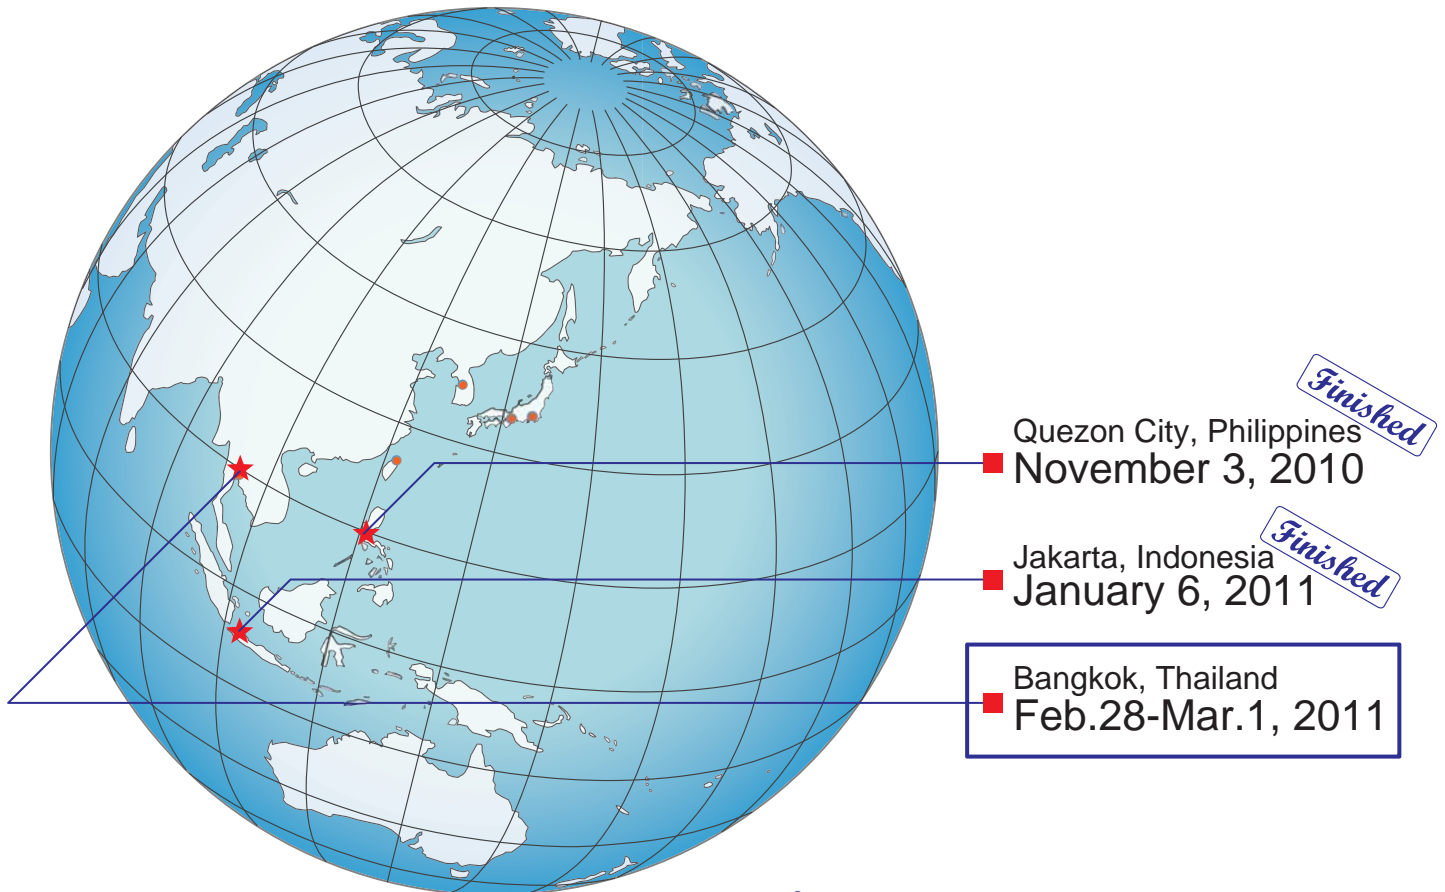 Finished
Quezon City, Philippines
November 3, 2010
Finished
Jakarta, Indonesia
January 6, 2011
Bangkok, Thailand
Feb.28-Mar.1, 2011